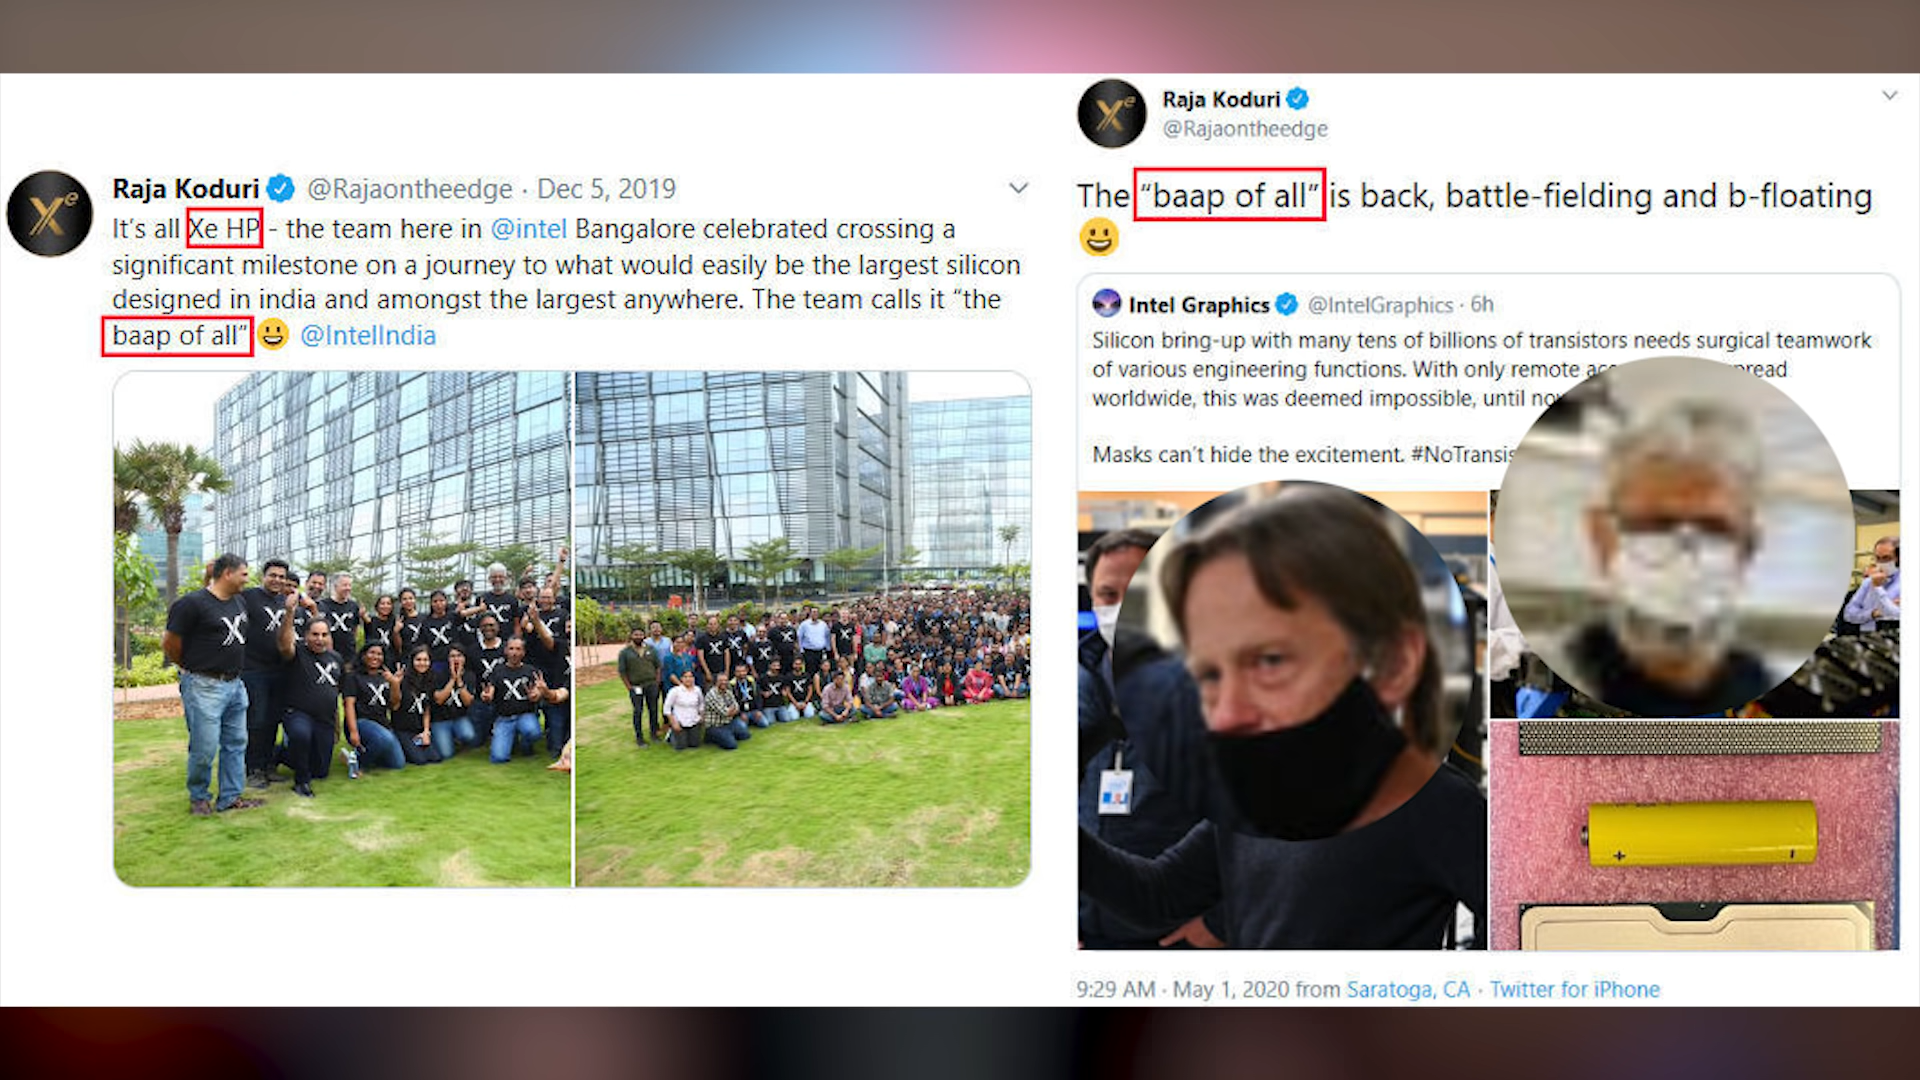 Raja Koduri @Rajaontheedge · Dec 5, 2019
It's all Xe HP - the team here in @intel Bangalore celebrated crossing a
significant milestone on a journey to what would easily be the largest silicon
designed in india and amongst the largest anywhere. The team calls it “the
baap of all” 😀 @IntelIndia
Raja Koduri
@Rajaontheedge
The “baap of all” is back, battle-fielding and b-floating
😀
Intel Graphics @IntelGraphics · 6h
Silicon bring-up with many tens of billions of transistors needs surgical teamwork
of various engineering functions. With only remote
worldwide, this was deemed impossible, until
Masks can't hide the excitement.
9:29 AM · May 1, 2020 from Saratoga, CA · Twitter for iPhone